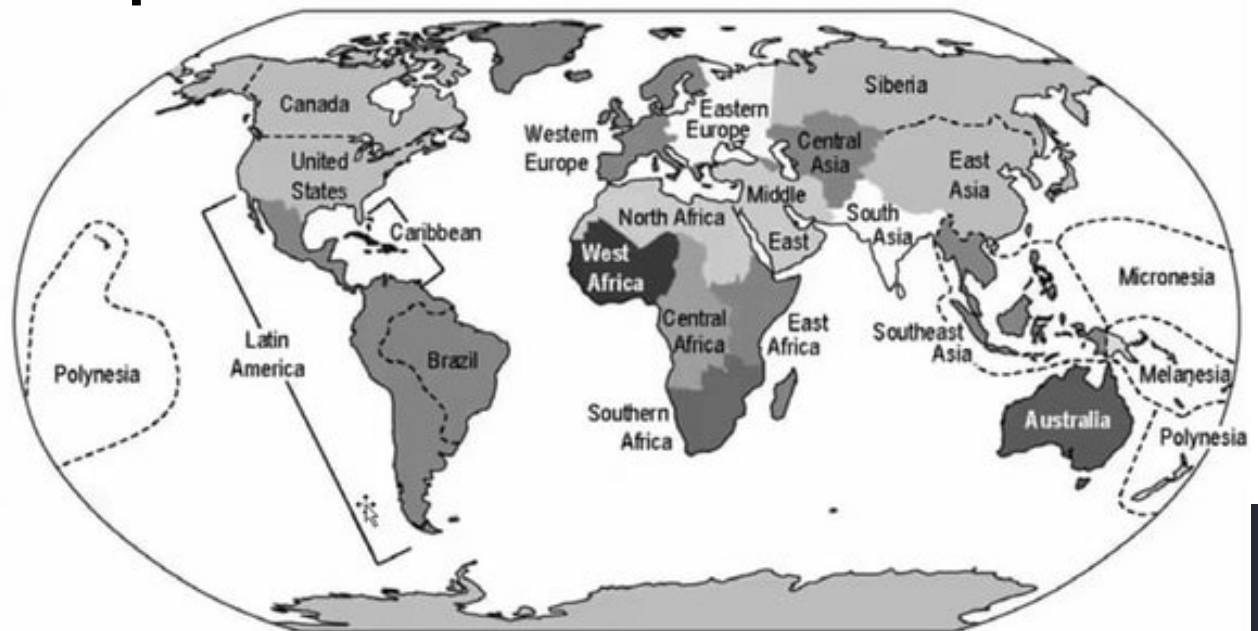 Canada
United
States
Caribbean
Latin
America
Brazil
Polynesia
Western
Europe
Eastern
Europe
Siberia
Central
Asia
East
Asia
Middle
East
South
Asia
North Africa
West
Africa
Central
Africa
East
Africa
Southern
Africa
Southeast
Asia
Micronesia
Melanesia
Australia
Polynesia